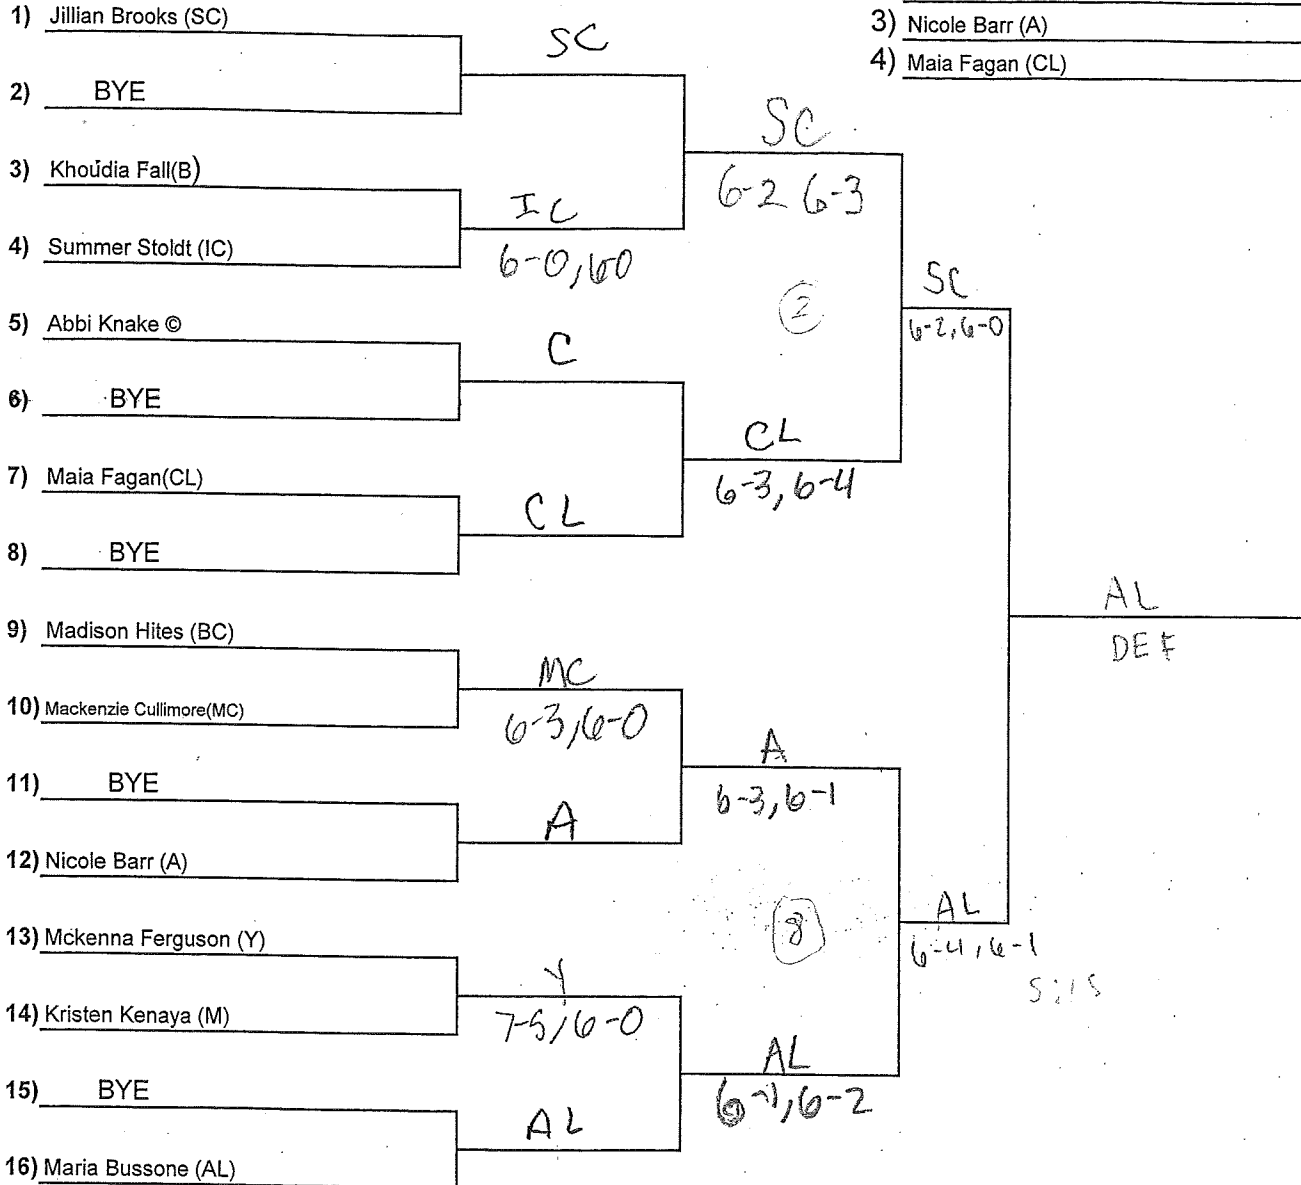 1) Jillian Brooks (SC)
SC
3) Nicole Barr (A)
4) Maia Fagan (CL)
2) BYE
SC
6-2 6-3
3) Khoudia Fall(B)
IC
6-0, 6-0
4) Summer Stoldt (IC)
2
SC
6-2, 6-0
5) Abbi Knake ©
C
6) BYE
CL
6-3, 6-4
7) Maia Fagan(CL)
CL
8) BYE
AL
DEF
9) Madison Hites (BC)
MC
6-3, 6-0
10) Mackenzie Cullimore(MC)
A
6-3, 6-1
11) BYE
A
12) Nicole Barr (A)
8
AL
6-4, 6-1
5:15
13) Mckenna Ferguson (Y)
Y
7-5, 6-0
14) Kristen Kenaya (M)
AL
6-1, 6-2
15) BYE
AL
16) Maria Bussone (AL)